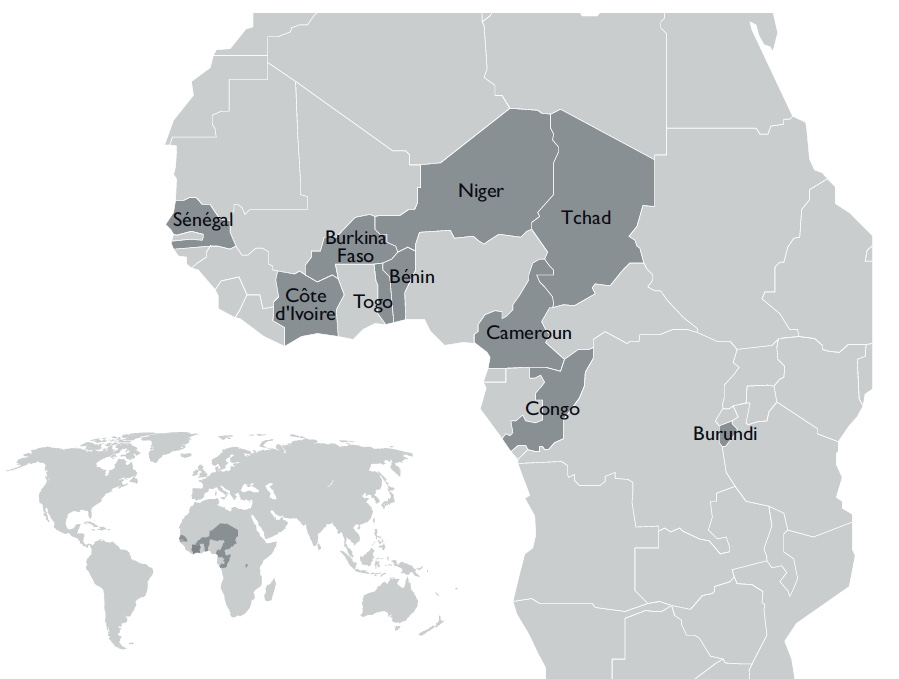 Niger
Sénégal
Tchad
Burkina
Faso
Bénin
Côte
d'Ivoire
Togo
Cameroun
Congo
Burundi